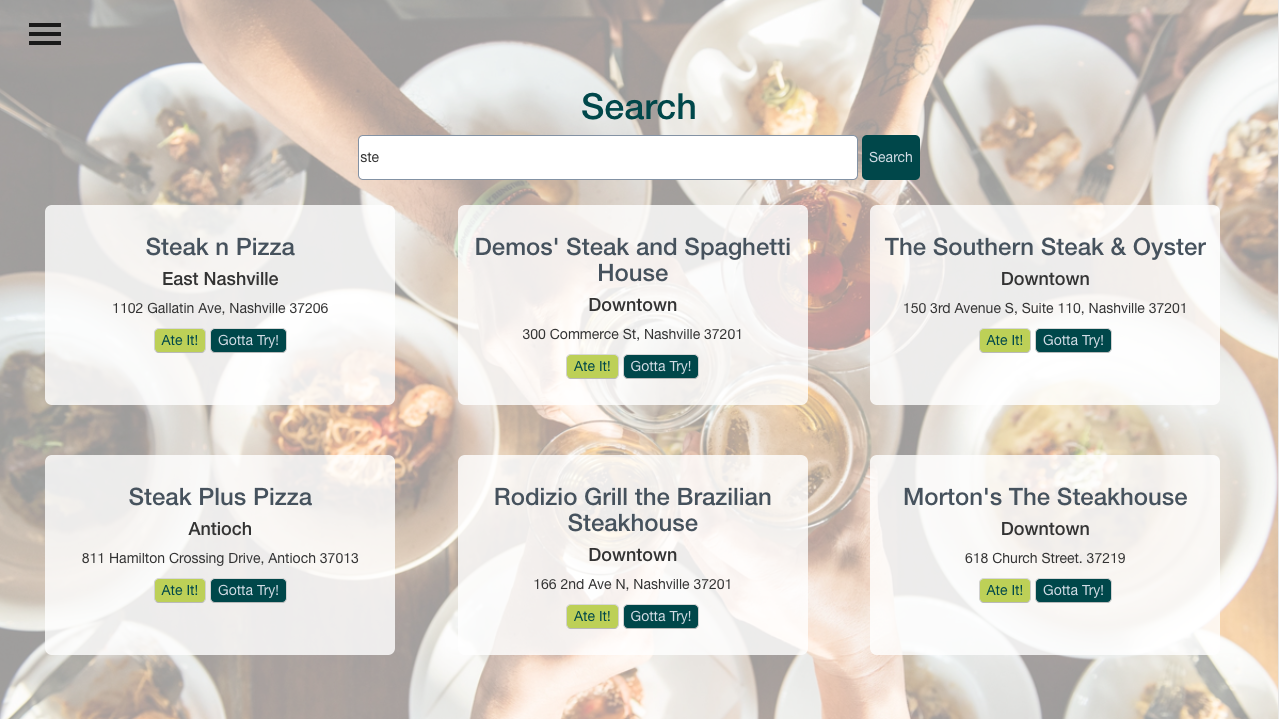 Search
ste
Search
Steak n Pizza
East Nashville
1102 Gallatin Ave, Nashville 37206
Ate It!
Gotta Try!
Demos' Steak and Spaghetti
House
Downtown
300 Commerce St, Nashville 37201
Ate It!
Gotta Try!
The Southern Steak & Oyster
Downtown
150 3rd Avenue S, Suite 110, Nashville 37201
Ate It!
Gotta Try!
Steak Plus Pizza
Antioch
811 Hamilton Crossing Drive, Antioch 37013
Ate It!
Gotta Try!
Rodizio Grill the Brazilian
Steakhouse
Downtown
166 2nd Ave N, Nashville 37201
Ate It!
Gotta Try!
Morton's The Steakhouse
Downtown
618 Church Street. 37219
Ate It!
Gotta Try!